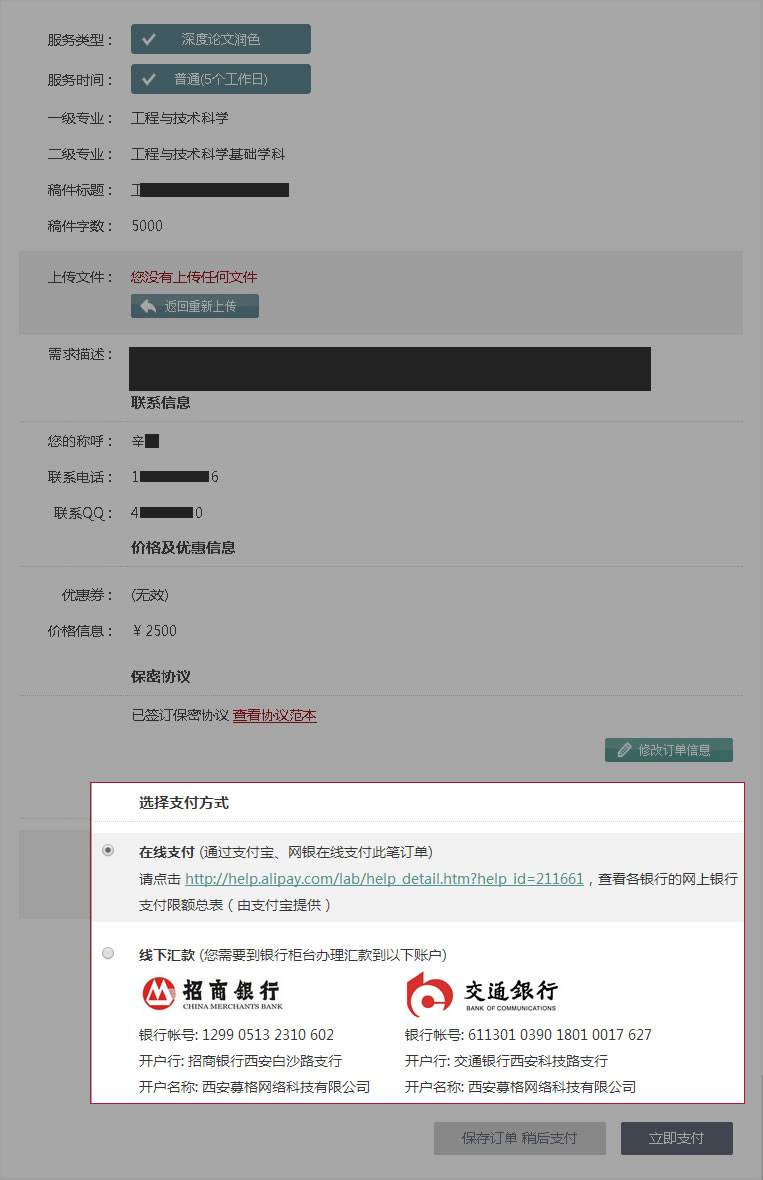 服务类型： 深度论文润色
服务时间： 普通(5个工作日)
一级专业： 工程与技术科学
二级专业： 工程与技术科学基础学科
稿件标题：
稿件字数： 5000
上传文件： 您没有上传任何文件
返回重新上传
需求描述：
联系信息
您的称呼： 辛
联系电话： 1 6
联系QQ： 4 0
价格及优惠信息
优惠券： (无效)
价格信息： ¥ 2500
保密协议
已签订保密协议 查看协议范本
修改订单信息
选择支付方式
在线支付 (通过支付宝、网银在线支付此笔订单)
请点击 http://help.alipay.com/lab/help_detail.htm?help_id=211661，查看各银行的网上银行
支付限额总表（由支付宝提供）
线下汇款 (您需要到银行柜台办理汇款到以下账户)
招商銀行
CHINA MERCHANTS BANK
银行帐号: 1299 0513 2310 602
开户行: 招商银行西安白沙路支行
开户名称: 西安募格网络科技有限公司
交通銀行
BANK OF COMMUNICATIONS
银行帐号: 611301 0390 1801 0017 627
开户行: 交通银行西安科技路支行
开户名称: 西安募格网络科技有限公司
保存订单 稍后支付
立即支付